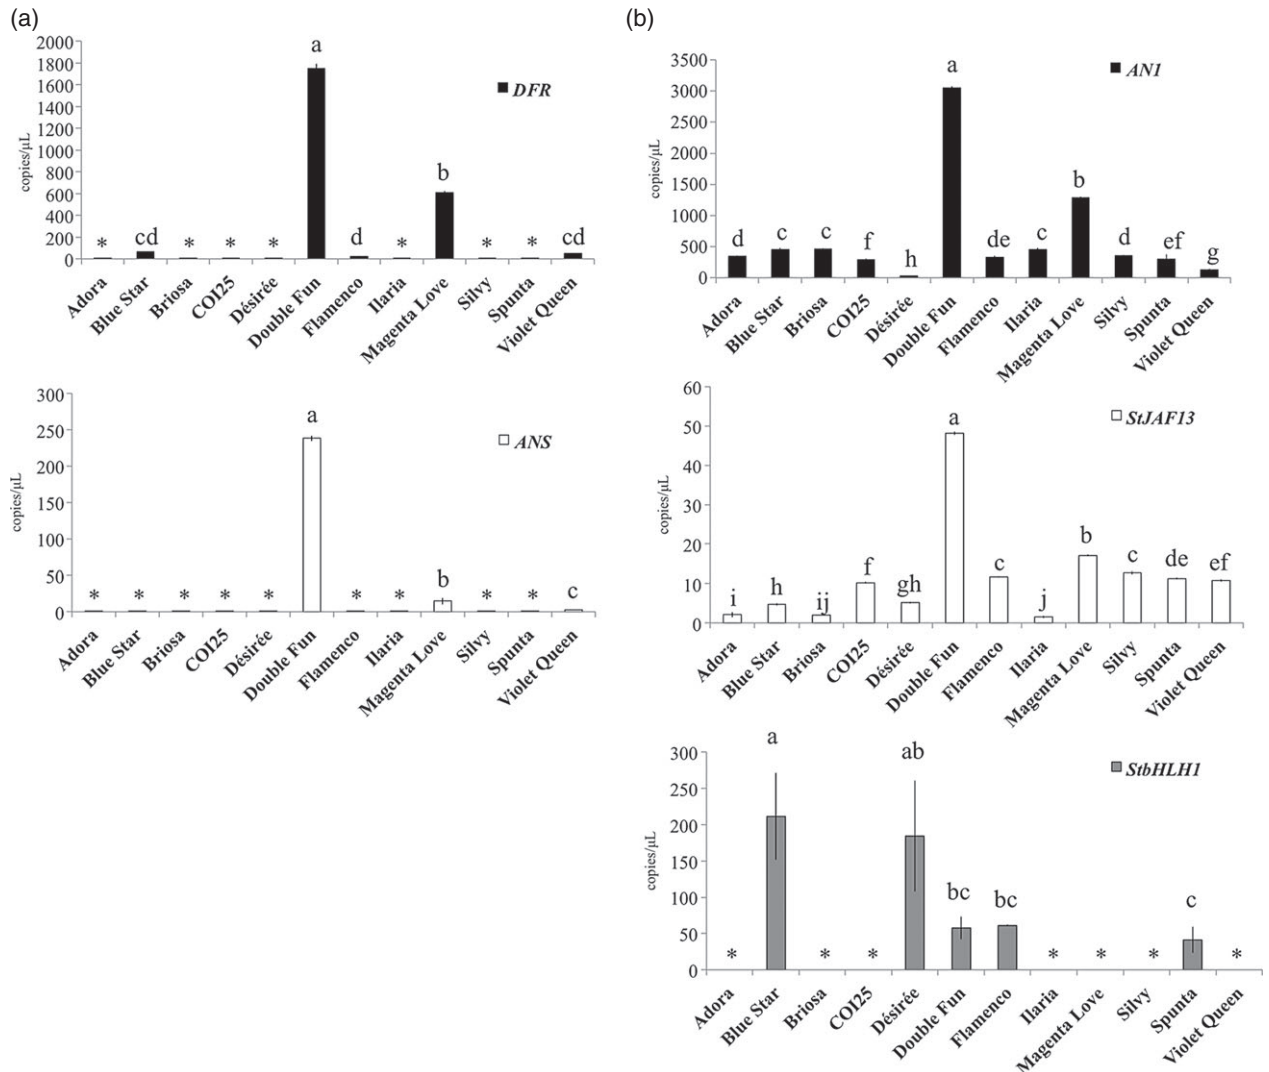 (a)
2000
1800
1600
1400
1200
1000
800
600
400
200
0
copies/μL
DFR
* cd * * * a d * b * * cd
Adora Blue Star Briosa COI25 Désirée Double Fun Flamenco Ilaria Magenta Love Silvy Spunta Violet Queen
300
250
200
150
100
50
0
copies/μL
ANS
* * * * * a * * b * * c
Adora Blue Star Briosa COI25 Désirée Double Fun Flamenco Ilaria Magenta Love Silvy Spunta Violet Queen
(b)
3500
3000
2500
2000
1500
1000
500
0
copies/μL
AN1
d c c f h a de c b d ef g
Adora Blue Star Briosa COI25 Désirée Double Fun Flamenco Ilaria Magenta Love Silvy Spunta Violet Queen
60
50
40
30
20
10
0
copies/μL
StJAF13
i h ij f gh a c j b c de ef
Adora Blue Star Briosa COI25 Désirée Double Fun Flamenco Ilaria Magenta Love Silvy Spunta Violet Queen
300
250
200
150
100
50
0
copies/μL
StbHLH1
* a * * ab bc bc * * * c *
Adora Blue Star Briosa COI25 Désirée Double Fun Flamenco Ilaria Magenta Love Silvy Spunta Violet Queen